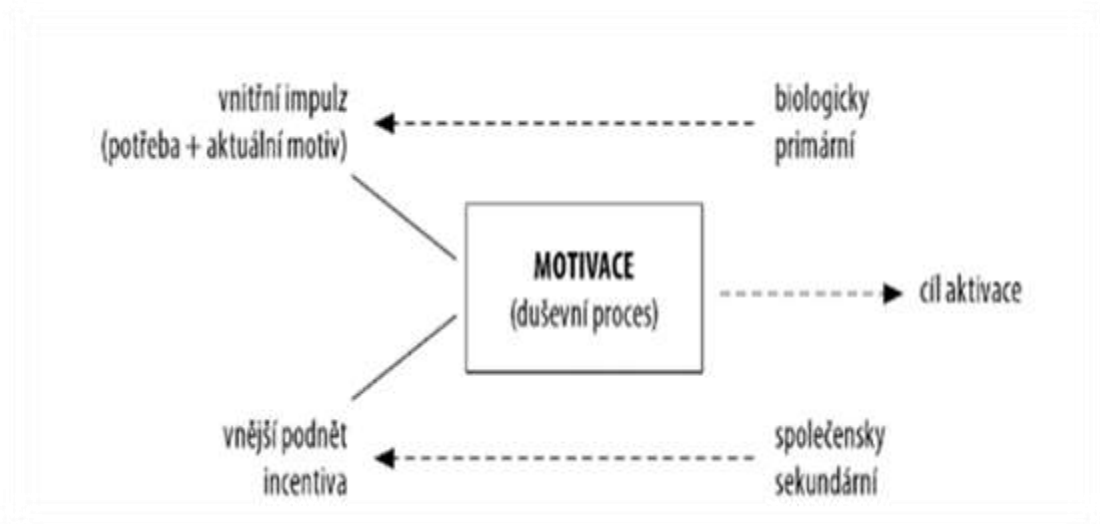 vnitřní impulz
(potřeba + aktuální motiv)
biologicky
primární
MOTIVACE
(duševní proces)
cíl aktivace
vnější podnět
incentiva
společensky
sekundární